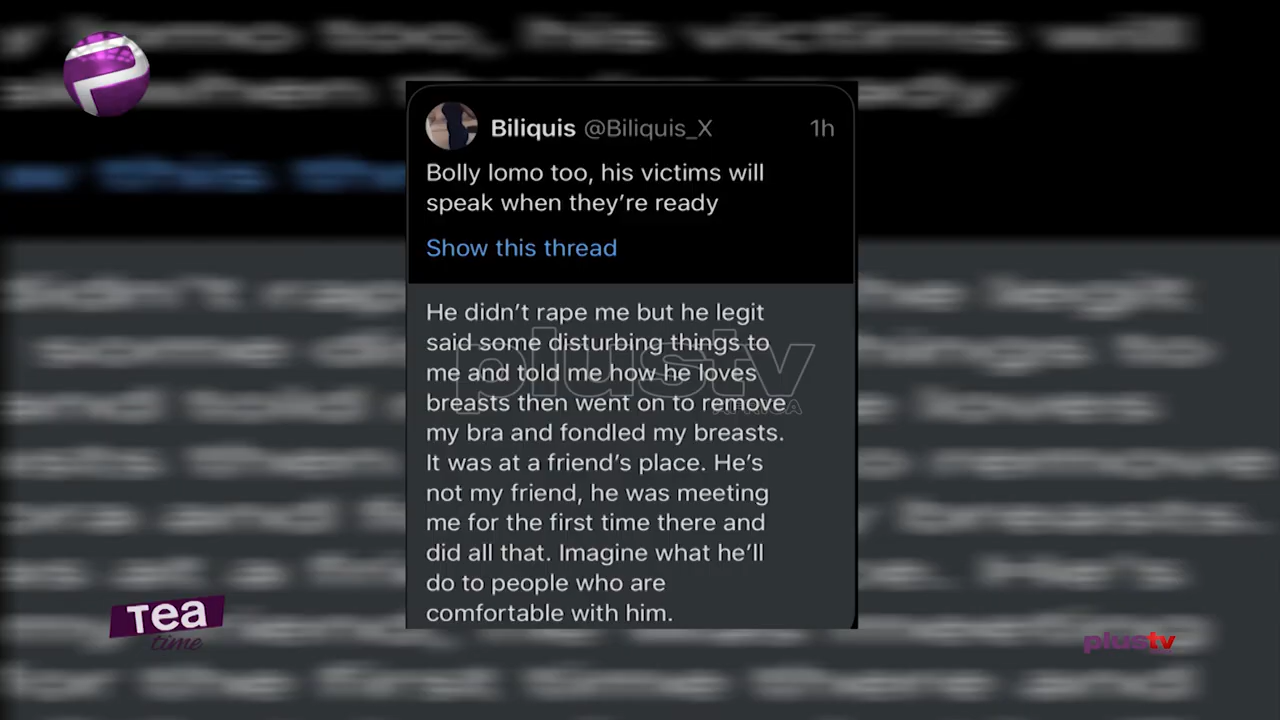 Biliquis @Biliquis_X 1h
Bolly lomo too, his victims will
speak when they're ready
Show this thread
He didn't rape me but he legit
said some disturbing things to
me and told me how he loves
breasts then went on to remove
my bra and fondled my breasts.
It was at a friend's place. He's
not my friend, he was meeting
me for the first time there and
did all that. Imagine what he'll
do to people who are
comfortable with him.
plustv
AFRICA
Tea
time
plustv